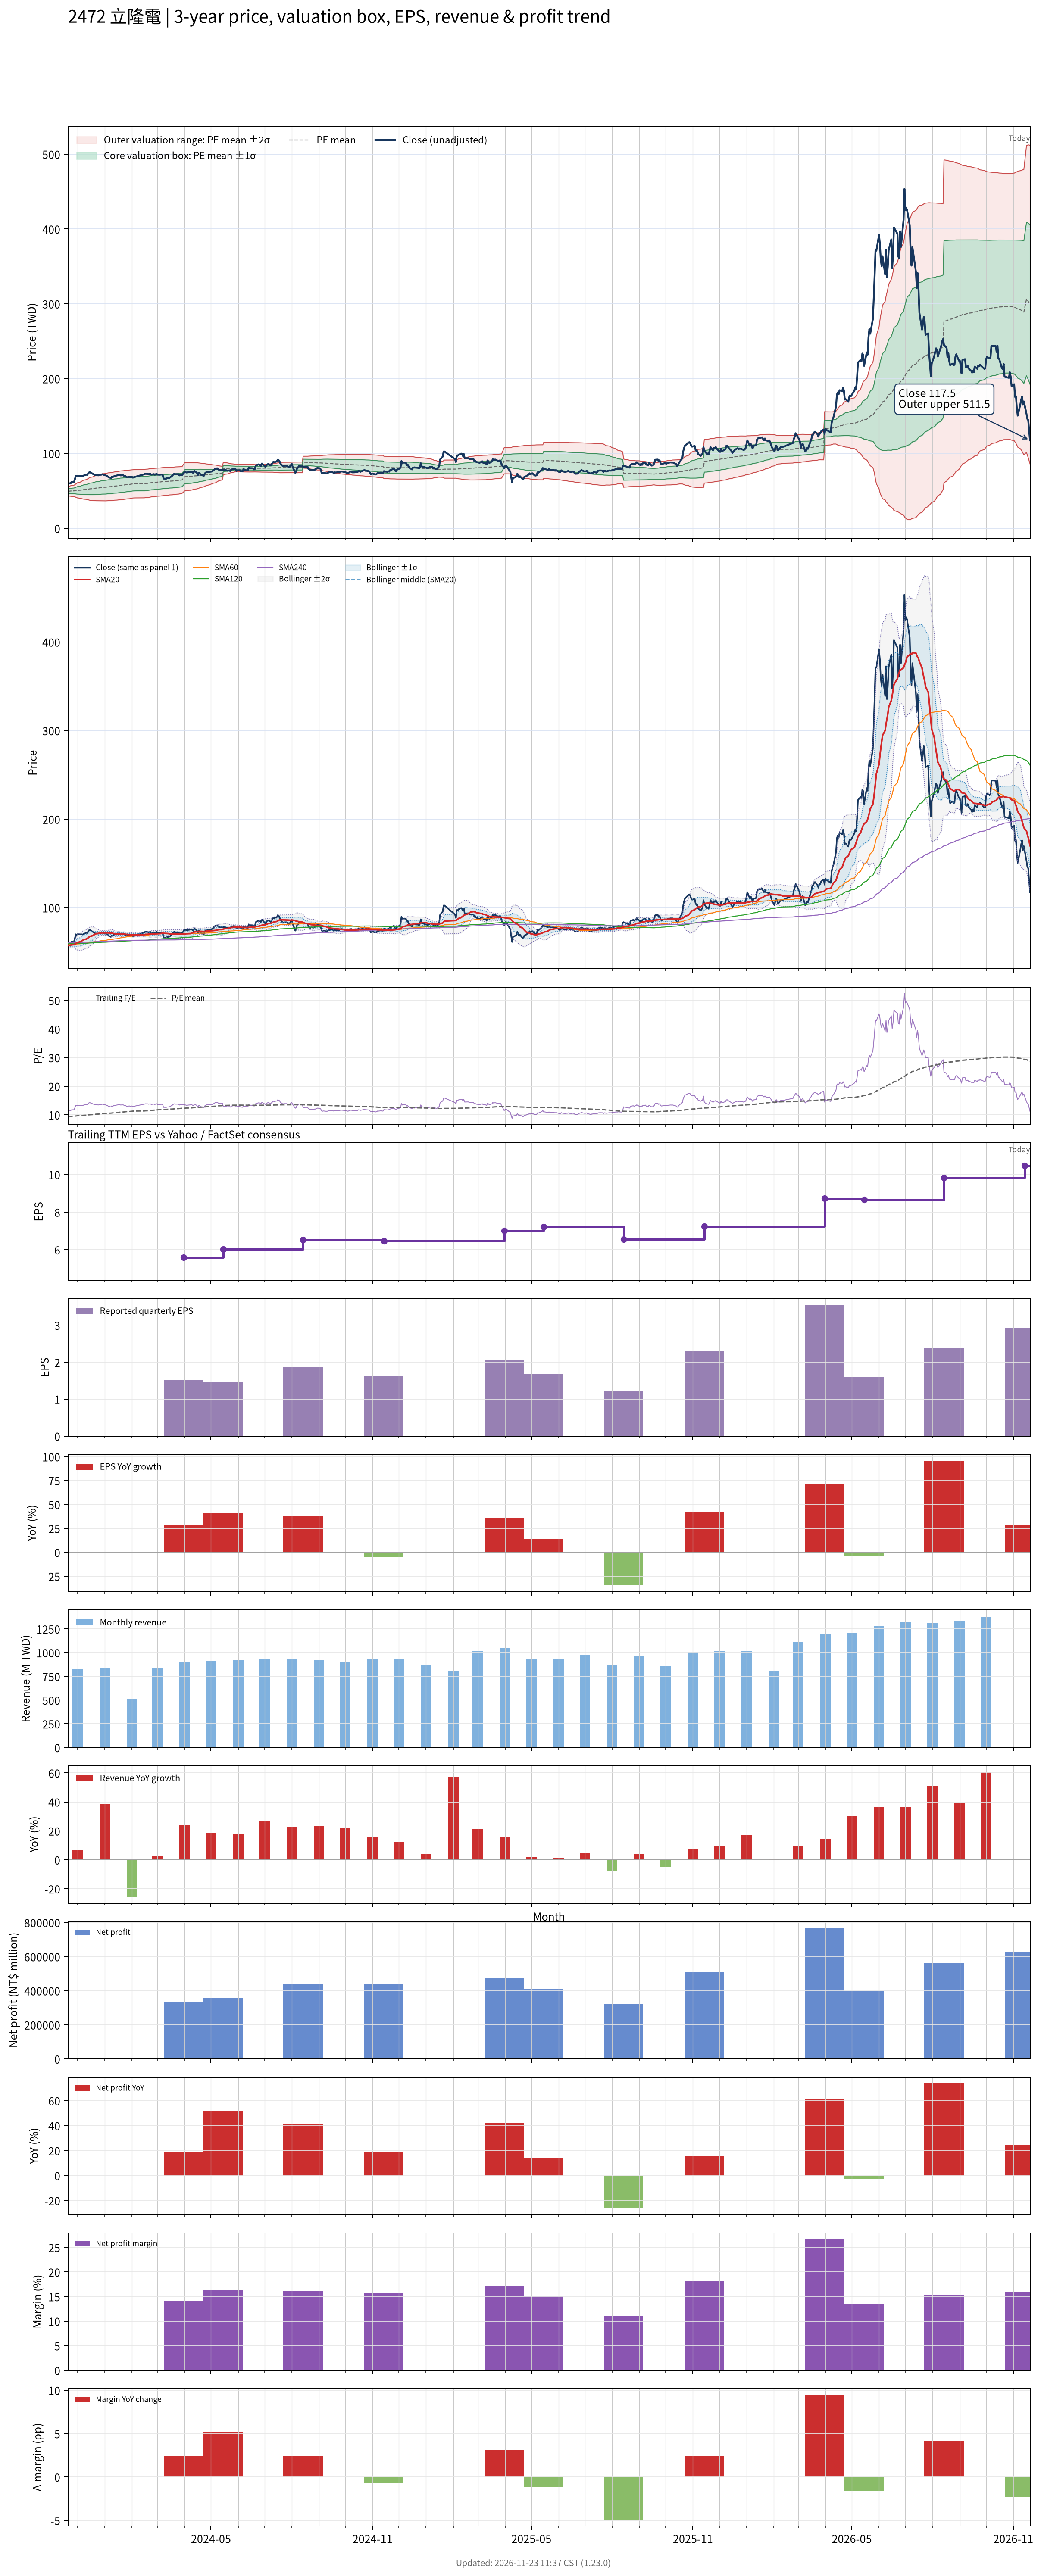 2472 立隆電 | 3-year price, valuation box, EPS, revenue & profit trend
Outer valuation range: PE mean ±2σ
PE mean
Close (unadjusted)
Core valuation box: PE mean ±1σ
Today
500
400
300
200
100
0
Price (TWD)
Close 117.5
Outer upper 511.5
Close (same as panel 1)
SMA60
SMA240
Bollinger ±1σ
SMA20
SMA120
Bollinger ±2σ
Bollinger middle (SMA20)
400
300
200
100
Price
Trailing P/E
P/E mean
50
40
30
20
10
P/E
Trailing TTM EPS vs Yahoo / FactSet consensus
Today
10
8
6
EPS
Reported quarterly EPS
3
2
1
0
EPS
EPS YoY growth
100
75
50
25
0
-25
YoY (%)
Monthly revenue
1250
1000
750
500
250
0
Revenue (M TWD)
Revenue YoY growth
60
40
20
0
-20
YoY (%)
Month
Net profit
800000
600000
400000
200000
0
Net profit (NT$ million)
Net profit YoY
60
40
20
0
-20
YoY (%)
Net profit margin
25
20
15
10
5
0
Margin (%)
Margin YoY change
10
5
0
-5
Δ margin (pp)
2024-05
2024-11
2025-05
2025-11
2026-05
2026-11
Updated: 2026-11-23 11:37 CST (1.23.0)